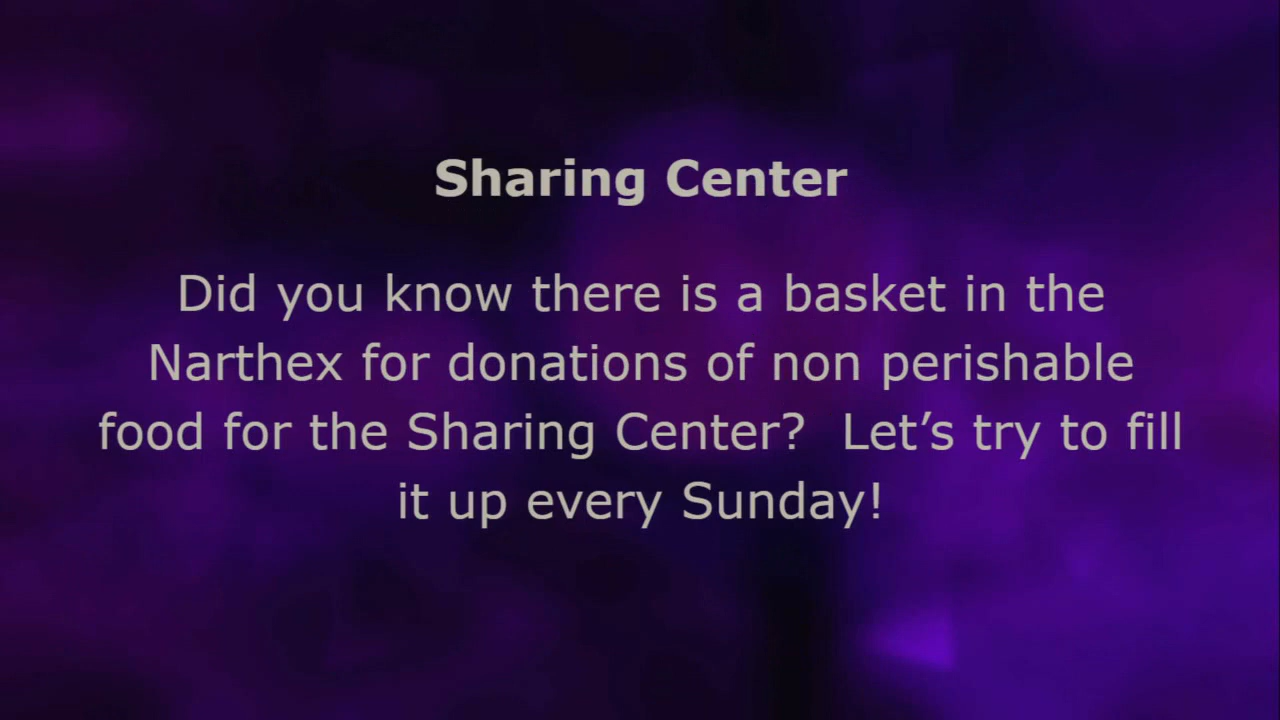 Sharing Center
Did you know there is a basket in the
Narthex for donations of non perishable
food for the Sharing Center?  Let’s try to fill
it up every Sunday!